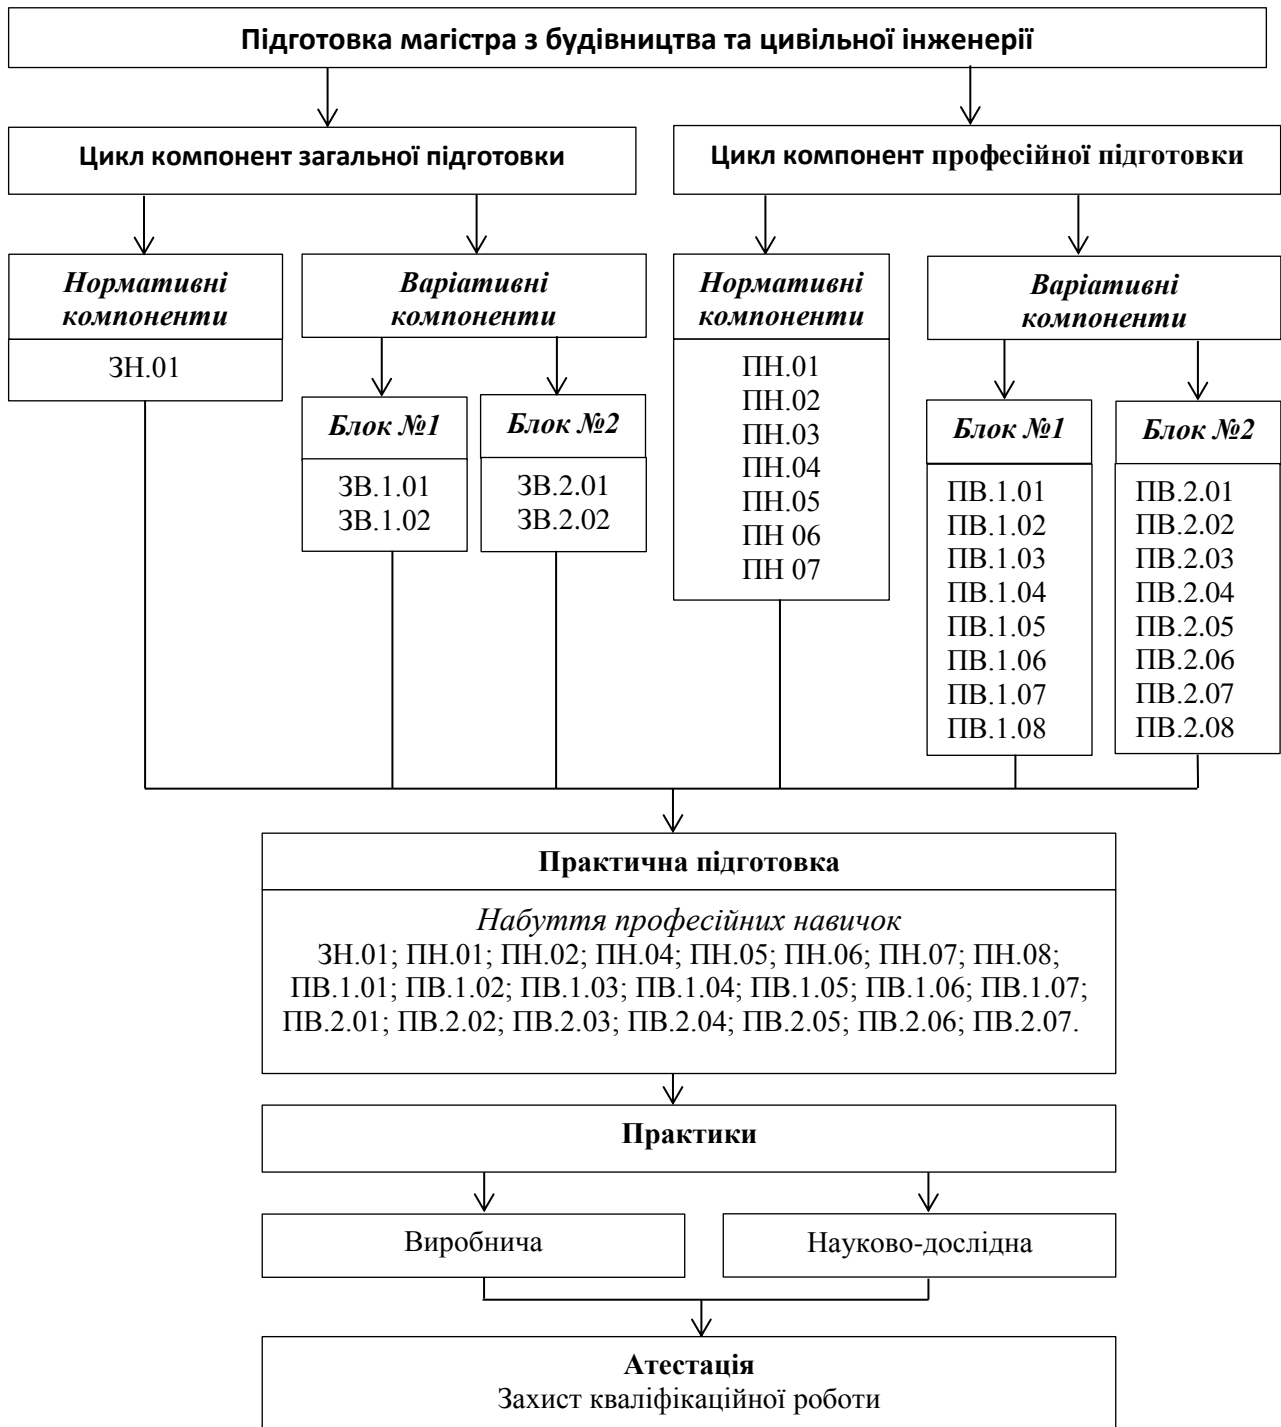 Підготовка магістра з будівництва та цивільної інженерії
Цикл компонент загальної підготовки
Цикл компонент професійної підготовки
Нормативні
компоненти
ЗН.01
Варіативні
компоненти
Блок №1
ЗВ.1.01
ЗВ.1.02
Блок №2
ЗВ.2.01
ЗВ.2.02
Нормативні
компоненти
ПН.01
ПН.02
ПН.03
ПН.04
ПН.05
ПН 06
ПН 07
Варіативні
компоненти
Блок №1
ПВ.1.01
ПВ.1.02
ПВ.1.03
ПВ.1.04
ПВ.1.05
ПВ.1.06
ПВ.1.07
ПВ.1.08
Блок №2
ПВ.2.01
ПВ.2.02
ПВ.2.03
ПВ.2.04
ПВ.2.05
ПВ.2.06
ПВ.2.07
ПВ.2.08
Практична підготовка
Набуття професійних навичок
ЗН.01; ПН.01; ПН.02; ПН.04; ПН.05; ПН.06; ПН.07; ПН.08;
ПВ.1.01; ПВ.1.02; ПВ.1.03; ПВ.1.04; ПВ.1.05; ПВ.1.06; ПВ.1.07;
ПВ.2.01; ПВ.2.02; ПВ.2.03; ПВ.2.04; ПВ.2.05; ПВ.2.06; ПВ.2.07.
Практики
Виробнича
Науково-дослідна
Атестація
Захист кваліфікаційної роботи